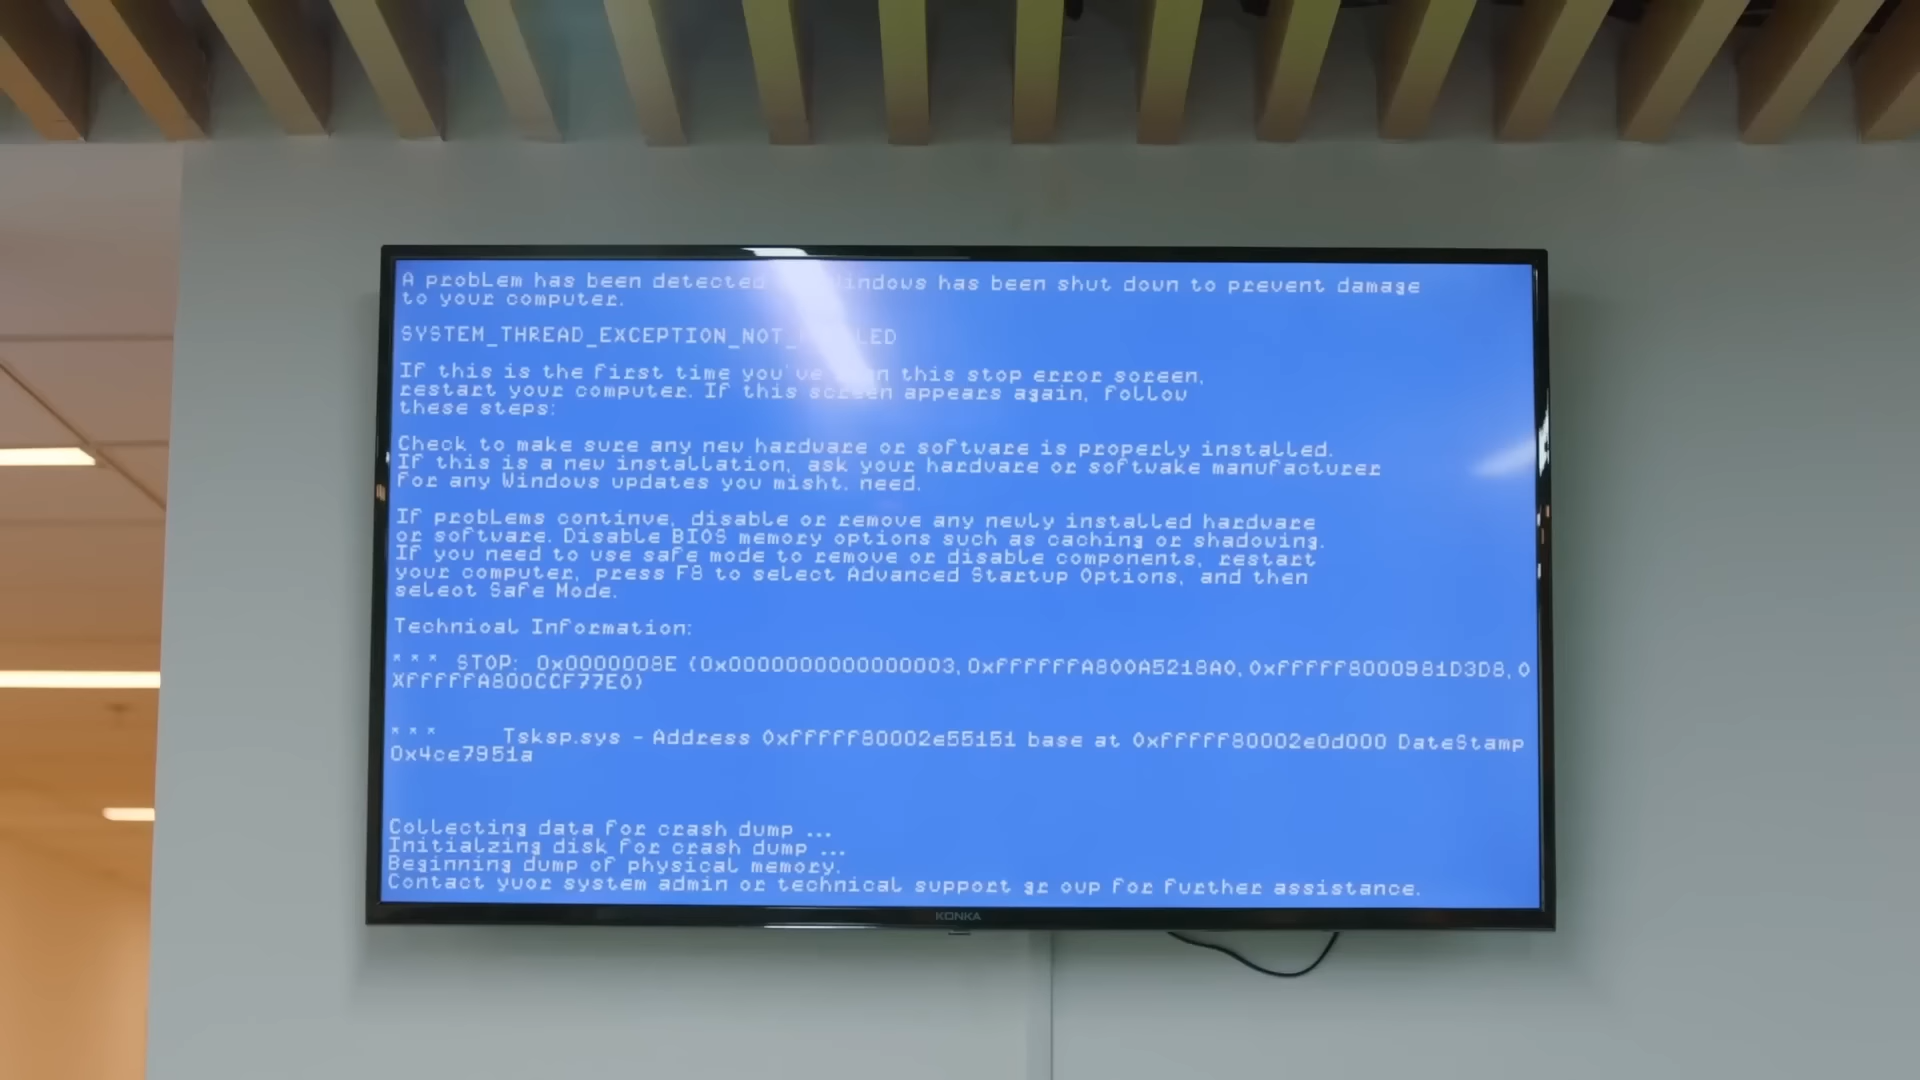 A probLem has been detected indows has been shut down to prevent damage
to your computer.
SYSTEM_THREAD_EXCEPTION_NOT_ LED
If this is the first time you've this stop error soreen,
restart your computer. If this screen appears again, follow
these steps:
Check to make sure any new hardware or software is properly installed.
If this is a new installation, ask your hardware or softwake manufacturer
for any Windows updates you misht. need.
If probLems continue, disable or remove any newly installed hardware
or software. Disable BIOS memory options such as caching or shadowing.
If you need to use safe mode to remove or disable components, restart
your computer, press F8 to select Advanced Startup Options, and then
seleot Safe Mode.
Technioal Information:
*** STOP: 0x0000008E (0x0000000000000003,0xffffffA800A5218A0,0xfffff8000981D3D8,0
XfffffA800CCF77E0)
*** Tsksp.sys - Address 0xfffff80002e55151 base at 0xfffff80002e0d000 DateStamp
0x4ce7951a
Collecting data for crash dump ...
Initialzing disk for crash dump ...
Beginning dump of physical memory.
Contact yuor system admin or technical support gr oup for further assistance.
KONKA